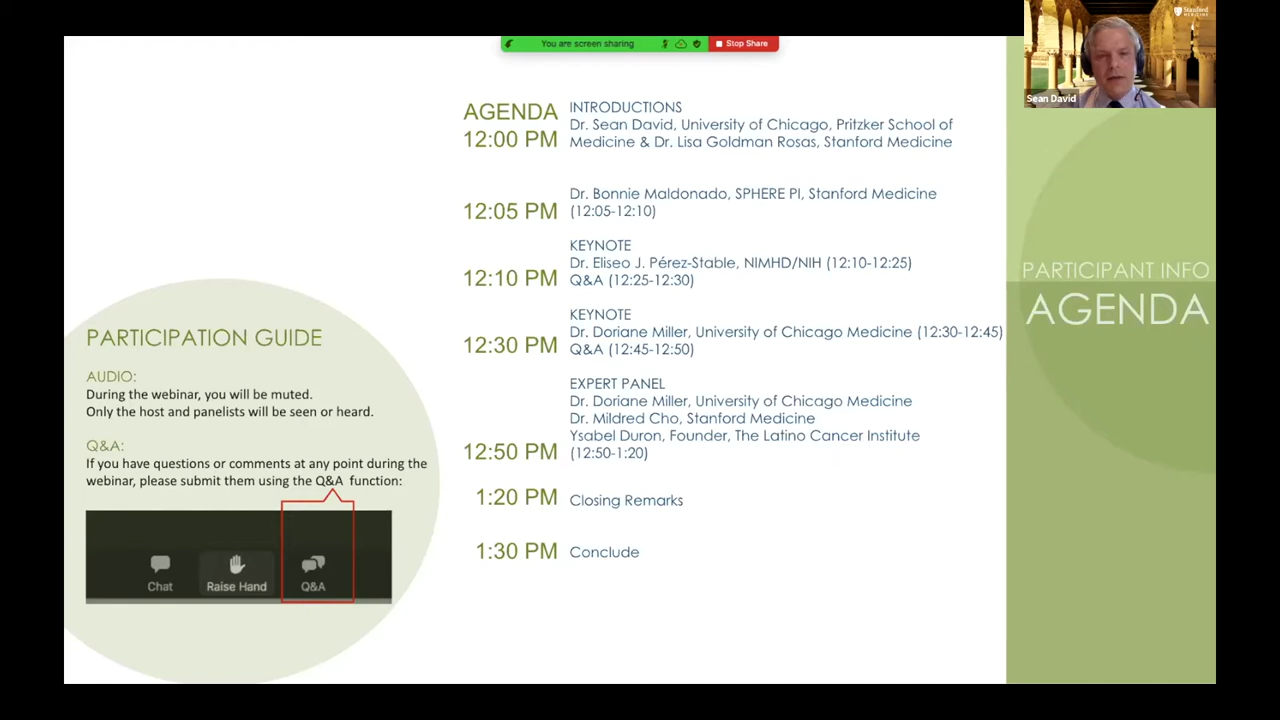 You are screen sharing
Stop Share
Stanford
MEDICINE
Sean David
AGENDA
12:00 PM
INTRODUCTIONS
Dr. Sean David, University of Chicago, Pritzker School of
Medicine & Dr. Lisa Goldman Rosas, Stanford Medicine
12:05 PM
Dr. Bonnie Maldonado, SPHERE PI, Stanford Medicine
(12:05-12:10)
12:10 PM
KEYNOTE
Dr. Eliseo J. Pérez-Stable, NIMHD/NIH (12:10-12:25)
Q&A (12:25-12:30)
12:30 PM
KEYNOTE
Dr. Doriane Miller, University of Chicago Medicine (12:30-12:45)
Q&A (12:45-12:50)
12:50 PM
EXPERT PANEL
Dr. Doriane Miller, University of Chicago Medicine
Dr. Mildred Cho, Stanford Medicine
Ysabel Duron, Founder, The Latino Cancer Institute
(12:50-1:20)
1:20 PM
Closing Remarks
1:30 PM
Conclude
PARTICIPANT INFO
AGENDA
PARTICIPATION GUIDE
AUDIO:
During the webinar, you will be muted.
Only the host and panelists will be seen or heard.
Q&A:
If you have questions or comments at any point during the
webinar, please submit them using the Q&A function:
Chat
Raise Hand
Q&A